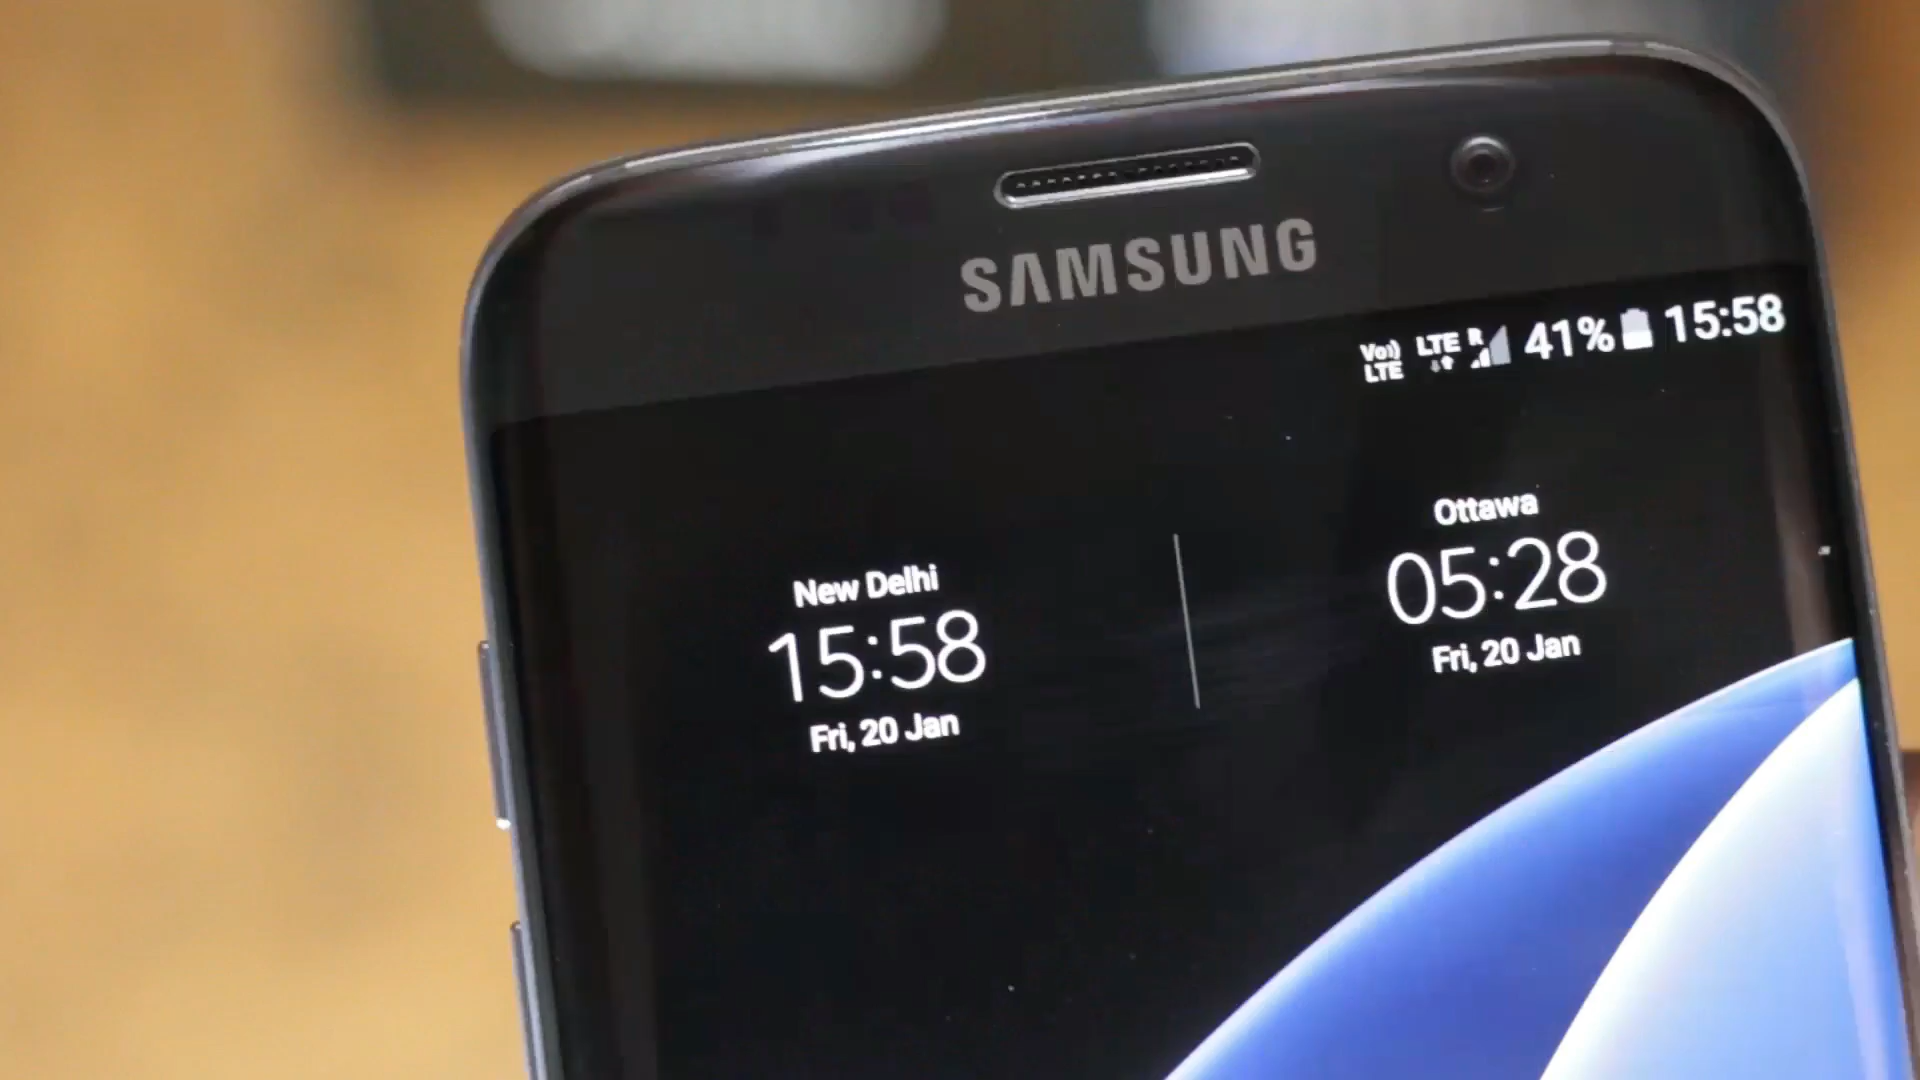 SAMSUNG
Vo)) LTE LTE R 41% 15:58
New Delhi
15:58
Fri, 20 Jan
Ottawa
05:28
Fri, 20 Jan